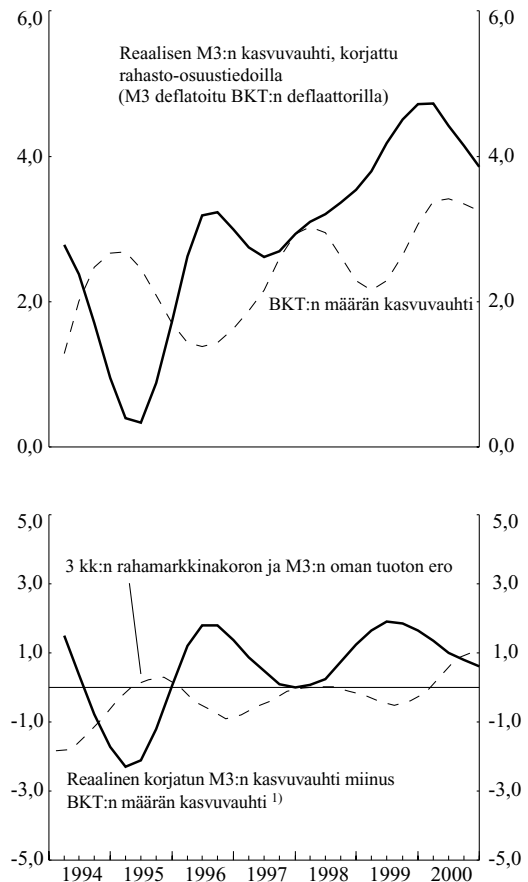 6,0 6,0
Reaalisen M3:n kasvuvauhti, korjattu
rahasto-osuustiedoilla
(M3 deflatoitu BKT:n deflaattorilla)
4,0 4,0
2,0 2,0
BKT:n määrän kasvuvauhti
0,0 0,0
5,0 5,0
3 kk:n rahamarkkinakoron ja M3:n oman tuoton ero
3,0 3,0
1,0 1,0
-1,0 -1,0
Reaalinen korjatun M3:n kasvuvauhti miinus
BKT:n määrän kasvuvauhti 1)
-3,0 -3,0
-5,0 -5,0
1994 1995 1996 1997 1998 1999 2000